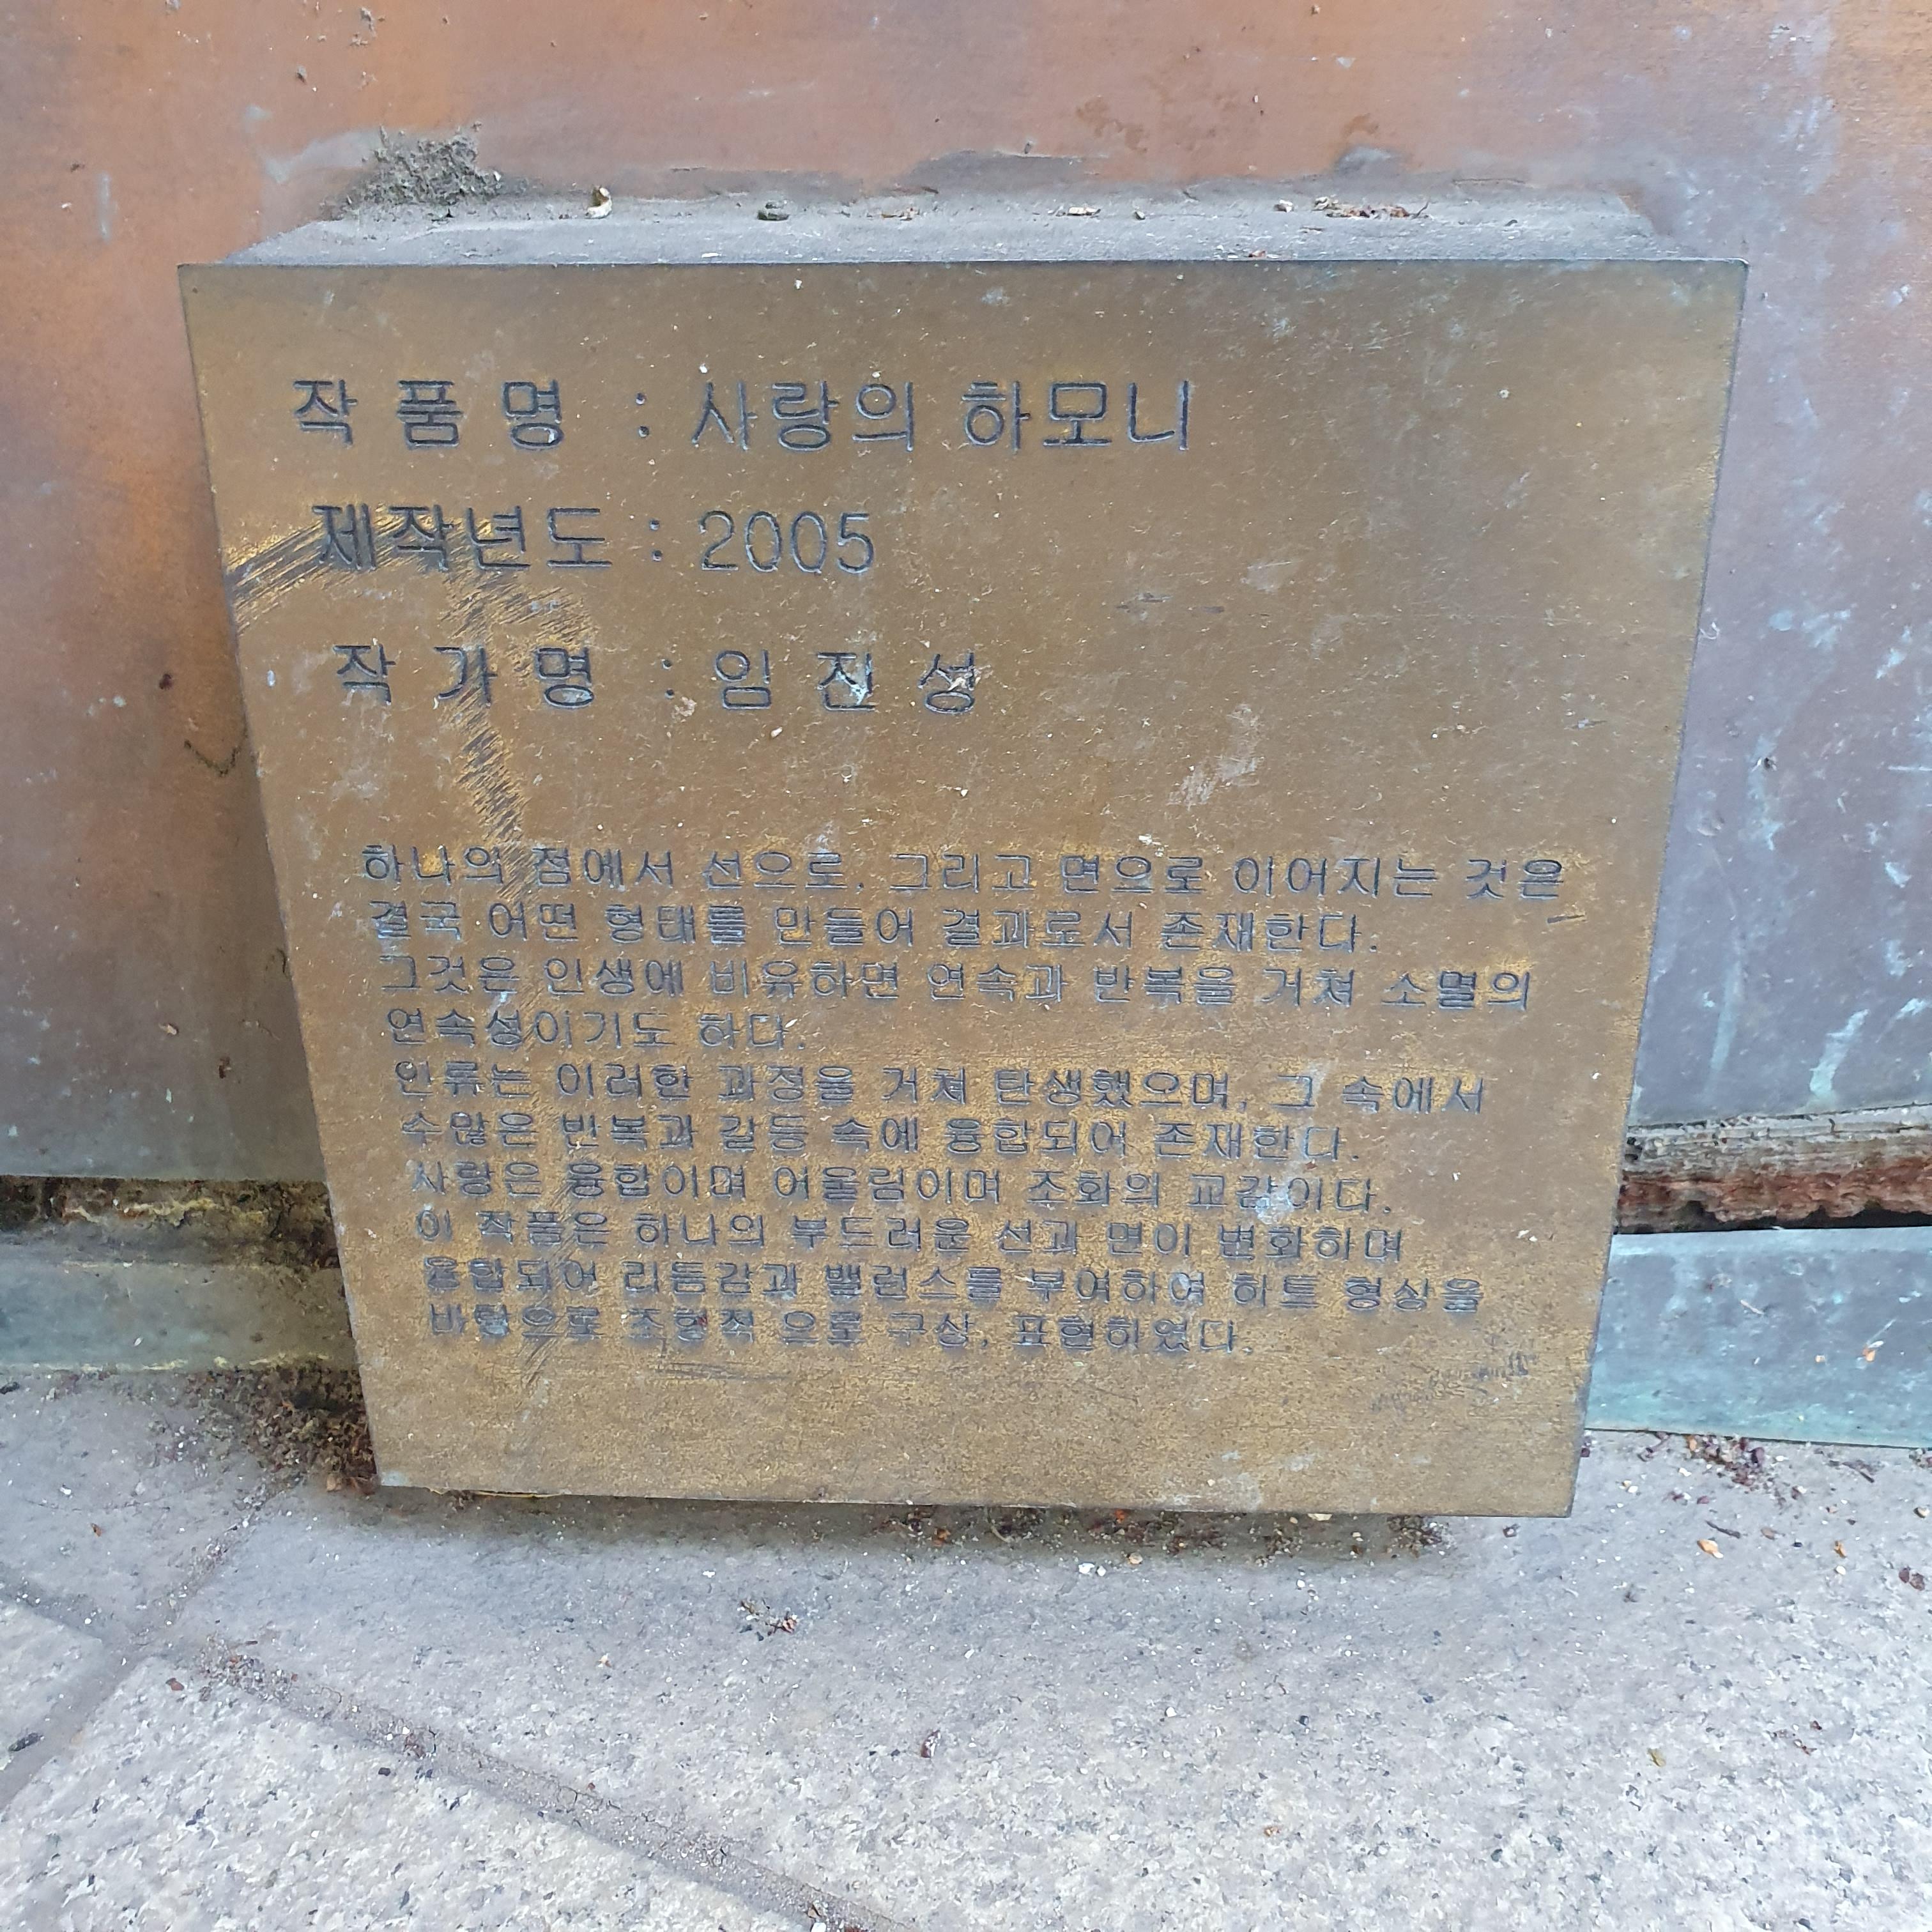 작 품 명 : 사랑의 하모니
제작년도 : 2005
작 가 명 : 임 진 성
하나의 점에서 선으로, 그리고 면으로 이어지는 것은
결국 어떤 형태를 만들어 결과로서 존재한다.
그것은 인생에 비유하면 연속과 반복을 거쳐 소멸의
연속성이기도 하다.
인류는 이러한 과정을 거쳐 탄생했으며, 그 속에서
수많은 반복과 갈등 속에 융합되어 존재한다.
사랑은 융합이며 어울림이며 조화의 교감이다.
이 작품은 하나의 부드러운 선과 면이 변화하며
융합되어 리듬감과 밸런스를 부여하여 하트 형상을
바탕으로 조형적 으로 구상, 표현하였다.